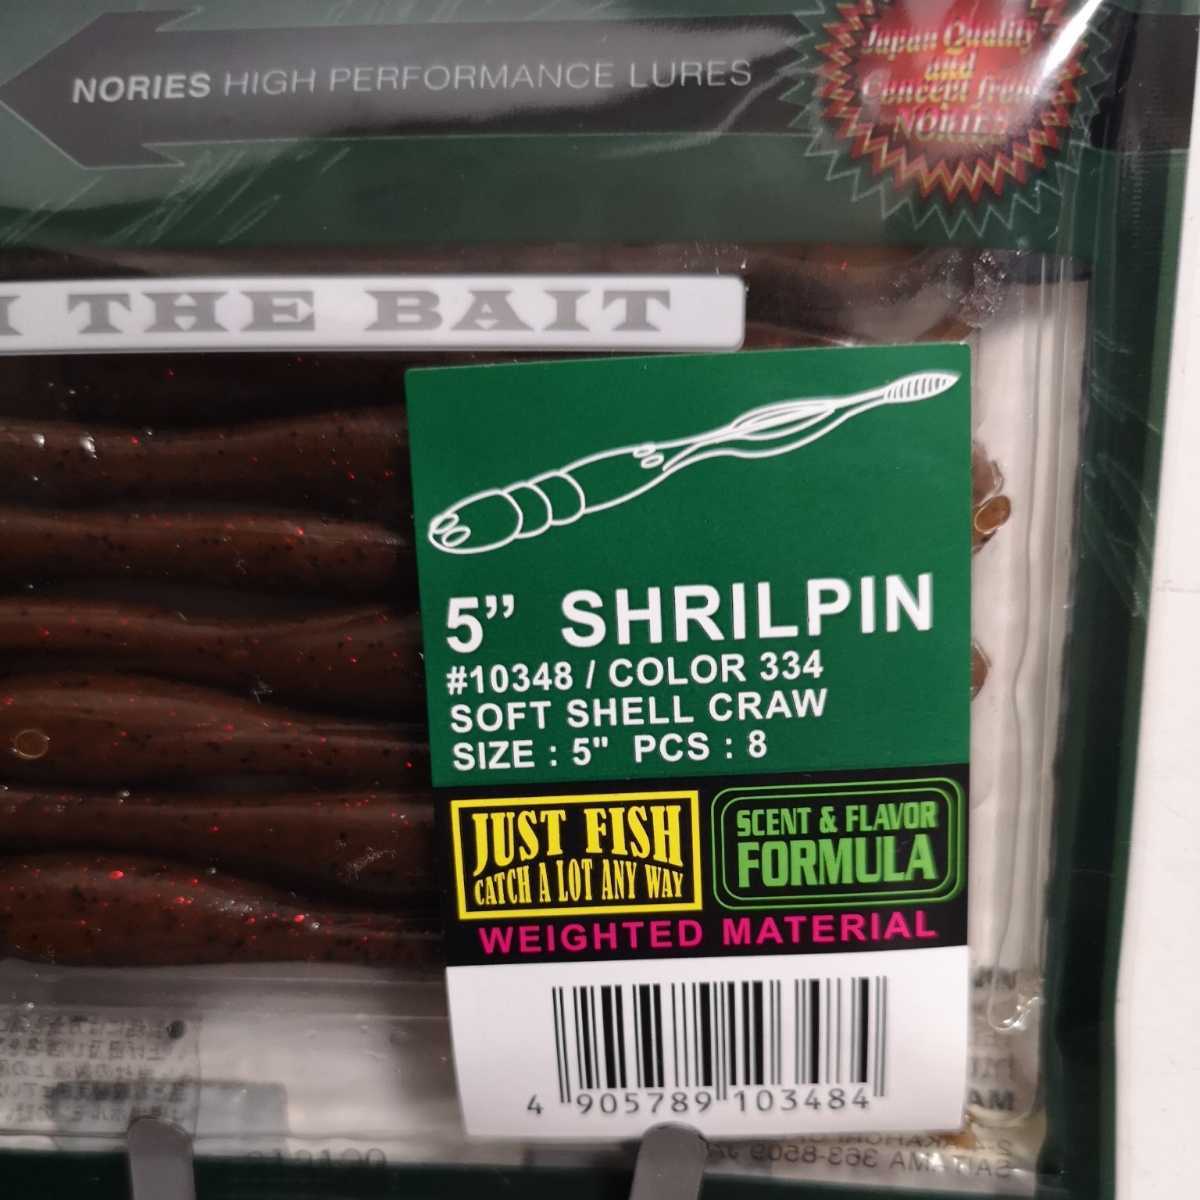 NORIES HIGH PERFORMANCE LURES
Japan Quality
and
Concept from
NORIES
THE BAIT
5” SHRILPIN
#10348 / COLOR 334
SOFT SHELL CRAW
SIZE : 5" PCS : 8
JUST FISH
CATCH A LOT ANY WAY
SCENT & FLAVOR
FORMULA
WEIGHTED MATERIAL
4 905789 103484